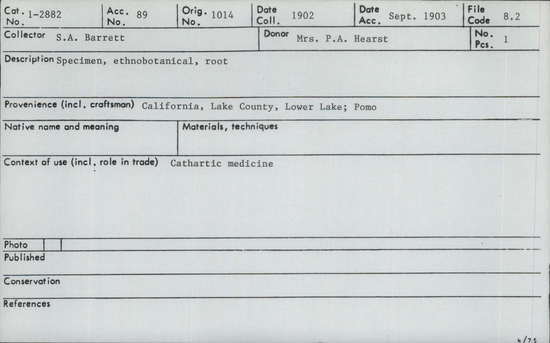 Cat. No. 1-2882 Acc. No. 89 Orig. No. 1014 Date Coll. 1902 Date Acc. Sept. 1903 File Code 8.2
Collector S.A. Barrett Donor Mrs. P.A. Hearst No. Pcs. 1
Description Specimen, ethnobotanical, root
Provenience (incl. craftsman) California, Lake County, Lower Lake; Pomo
Native name and meaning Materials, techniques
Context of use (incl. role in trade) Cathartic medicine
Photo
Published
Conservation
References